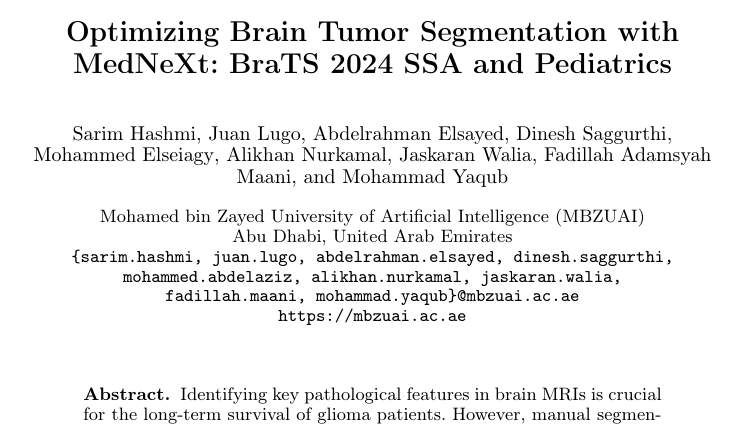 Optimizing Brain Tumor Segmentation with
MedNeXt: BraTS 2024 SSA and Pediatrics
Sarim Hashmi, Juan Lugo, Abdelrahman Elsayed, Dinesh Saggurthi,
Mohammed Elseiagy, Alikhan Nurkamal, Jaskaran Walia, Fadillah Adamsyah
Maani, and Mohammad Yaqub
Mohamed bin Zayed University of Artificial Intelligence (MBZUAI)
Abu Dhabi, United Arab Emirates
{sarim.hashmi, juan.lugo, abdelrahman.elsayed, dinesh.saggurthi,
mohammed.abdelaziz, alikhan.nurkamal, jaskaran.walia,
fadillah.maani, mohammad.yaqub}@mbzuai.ac.ae
https://mbzuai.ac.ae
Abstract. Identifying key pathological features in brain MRIs is crucial
for the long-term survival of glioma patients. However, manual segmen-